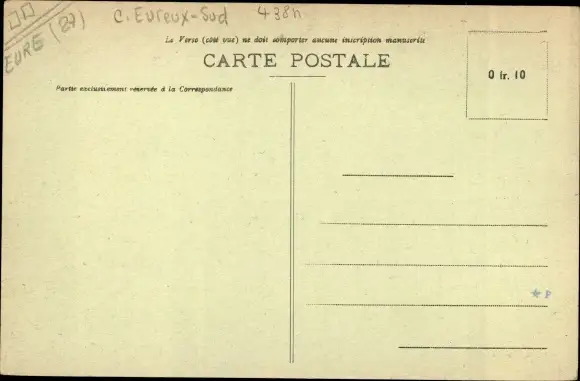 EURE (27)
C. Evreux-Sud 438h
Le Verso (côté vue) ne doit comporter aucune inscription manuscrite
CARTE POSTALE
0 fr. 10
Partie exclusivement réservée à la Correspondance
* 8